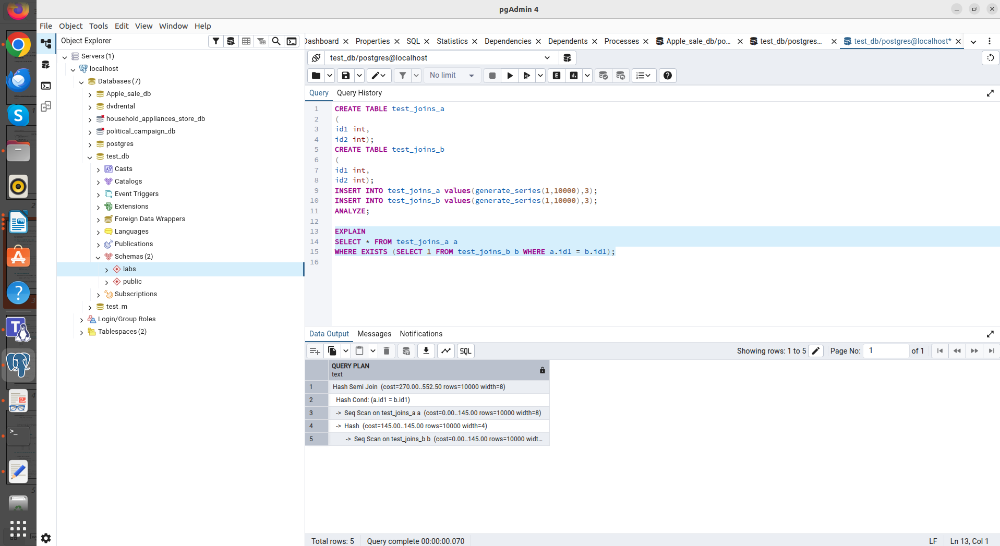 pgAdmin 4
File Object Tools Edit View Window Help
Object Explorer
Dashboard Properties SQL Statistics Dependencies Dependents Processes Apple_sale_db/po... test_db/postgres... test_db/postgres@localhost*
Servers (1)
localhost
Databases (7)
Apple_sale_db
dvdrental
household_appliances_store_db
political_campaign_db
postgres
test_db
Casts
Catalogs
Event Triggers
Extensions
Foreign Data Wrappers
Languages
Publications
Schemas (2)
labs
public
Subscriptions
test_m
Login/Group Roles
Tablespaces (2)
test_db/postgres@localhost
No limit
E
Query Query History
1 CREATE TABLE test_joins_a
2 (
3 id1 int,
4 id2 int);
5 CREATE TABLE test_joins_b
6 (
7 id1 int,
8 id2 int);
9 INSERT INTO test_joins_a values(generate_series(1,10000),3);
10 INSERT INTO test_joins_b values(generate_series(1,10000),3);
11 ANALYZE;
12
13 EXPLAIN
14 SELECT * FROM test_joins_a a
15 WHERE EXISTS (SELECT 1 FROM test_joins_b b WHERE a.id1 = b.id1);
16
Data Output Messages Notifications
SQL
Showing rows: 1 to 5 Page No: 1 of 1
QUERY PLAN
text
1 Hash Semi Join (cost=270.00..552.50 rows=10000 width=8)
2 Hash Cond: (a.id1 = b.id1)
3 -> Seq Scan on test_joins_a a (cost=0.00..145.00 rows=10000 width=8)
4 -> Hash (cost=145.00..145.00 rows=10000 width=4)
5 -> Seq Scan on test_joins_b b (cost=0.00..145.00 rows=10000 widt...
Total rows: 5 Query complete 00:00:00.070 LF Ln 13, Col 1